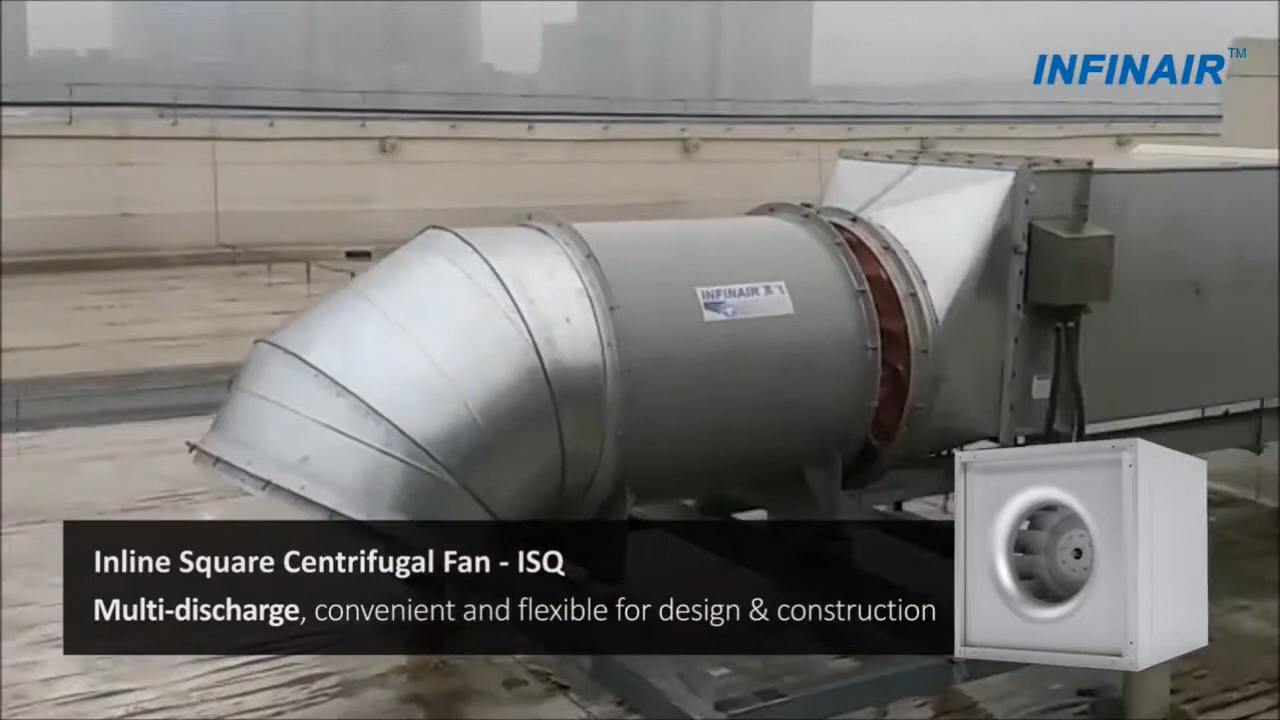 INFINAIR™
INFINAIR
Inline Square Centrifugal Fan - ISQ
Multi-discharge, convenient and flexible for design & construction